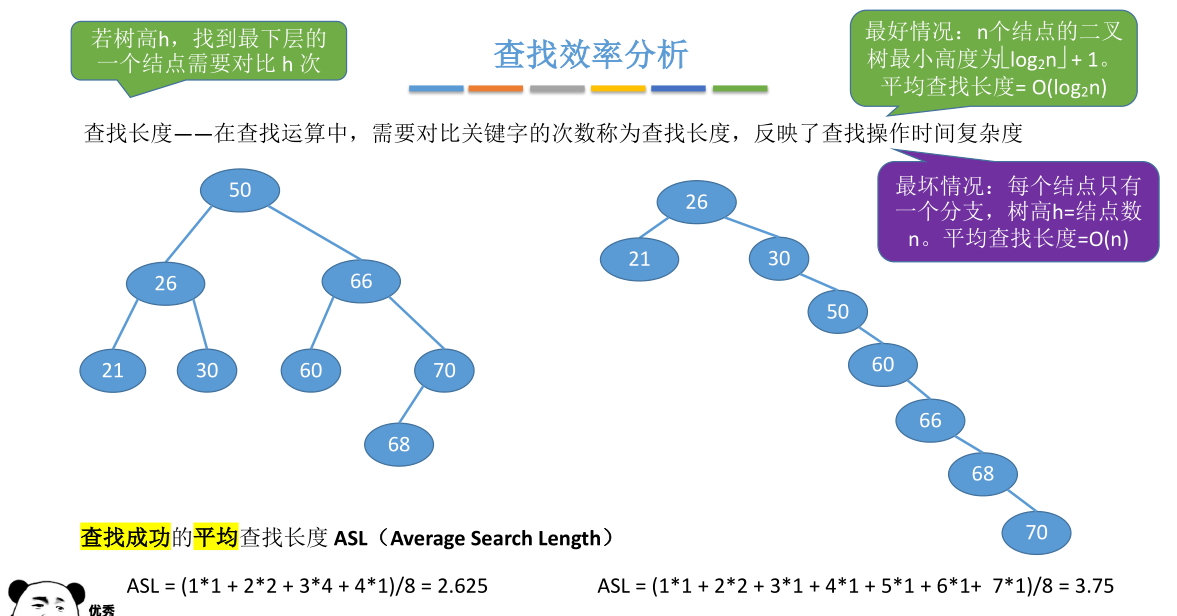 若树高h，找到最下层的
一个结点需要对比 h 次
查找效率分析
最好情况：n个结点的二叉
树最小高度为⌊log₂n⌋ + 1。
平均查找长度= O(log₂n)
查找长度——在查找运算中，需要对比关键字的次数称为查找长度，反映了查找操作时间复杂度
最坏情况：每个结点只有
一个分支，树高h=结点数
n。平均查找长度=O(n)
50
26
66
21
30
60
70
68
26
21
30
50
60
66
68
70
查找成功的平均查找长度 ASL（Average Search Length）
ASL = (1*1 + 2*2 + 3*4 + 4*1)/8 = 2.625
ASL = (1*1 + 2*2 + 3*1 + 4*1 + 5*1 + 6*1+ 7*1)/8 = 3.75
优秀